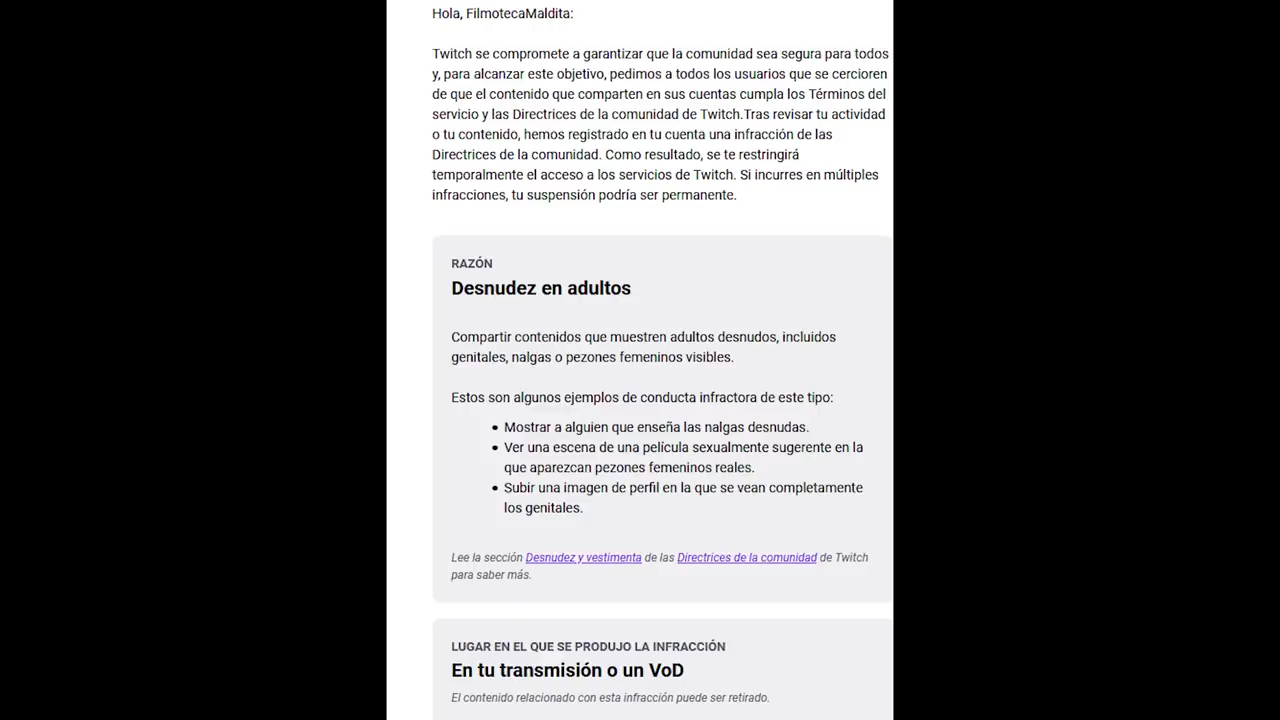 Hola, FilmotecaMaldita:
Twitch se compromete a garantizar que la comunidad sea segura para todos
y, para alcanzar este objetivo, pedimos a todos los usuarios que se cercioren
de que el contenido que comparten en sus cuentas cumpla los Términos del
servicio y las Directrices de la comunidad de Twitch.Tras revisar tu actividad
o tu contenido, hemos registrado en tu cuenta una infracción de las
Directrices de la comunidad. Como resultado, se te restringirá
temporalmente el acceso a los servicios de Twitch. Si incurres en múltiples
infracciones, tu suspensión podría ser permanente.
RAZÓN
Desnudez en adultos
Compartir contenidos que muestren adultos desnudos, incluidos
genitales, nalgas o pezones femeninos visibles.
Estos son algunos ejemplos de conducta infractora de este tipo:
• Mostrar a alguien que enseña las nalgas desnudas.
• Ver una escena de una película sexualmente sugerente en la
que aparezcan pezones femeninos reales.
• Subir una imagen de perfil en la que se vean completamente
los genitales.
Lee la sección Desnudez y vestimenta de las Directrices de la comunidad de Twitch
para saber más.
LUGAR EN EL QUE SE PRODUJO LA INFRACCIÓN
En tu transmisión o un VoD
El contenido relacionado con esta infracción puede ser retirado.